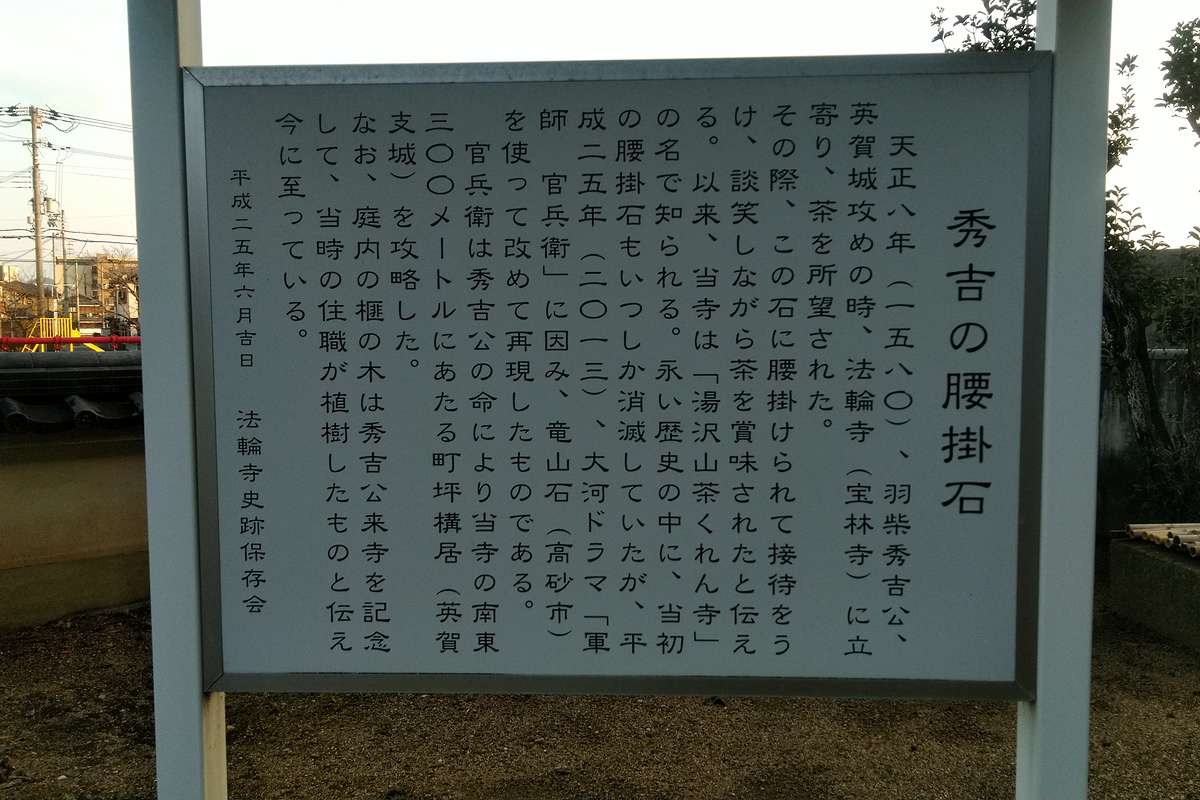 秀吉の腰掛石
天正八年（一五八〇）、羽柴秀吉公、
英賀城攻めの時、法輪寺（宝林寺）に立
寄り、茶を所望された。
その際、この石に腰掛けられて接待をう
け、談笑しながら茶を賞味されたと伝え
る。以来、当寺は「湯沢山茶くれん寺」
の名で知られる。永い歴史の中に、当初
の腰掛石もいつしか消滅していたが、平
成二五年（二〇一三）、大河ドラマ「軍
師　官兵衛」に因み、竜山石（高砂市）
を使って改めて再現したものである。
官兵衛は秀吉公の命により当寺の南東
三〇〇メートルにあたる町坪構居（英賀
支城）を攻略した。
なお、庭内の榧の木は秀吉公来寺を記念
して、当時の住職が植樹したものと伝え
今に至っている。
平成二五年六月吉日　法輪寺史跡保存会